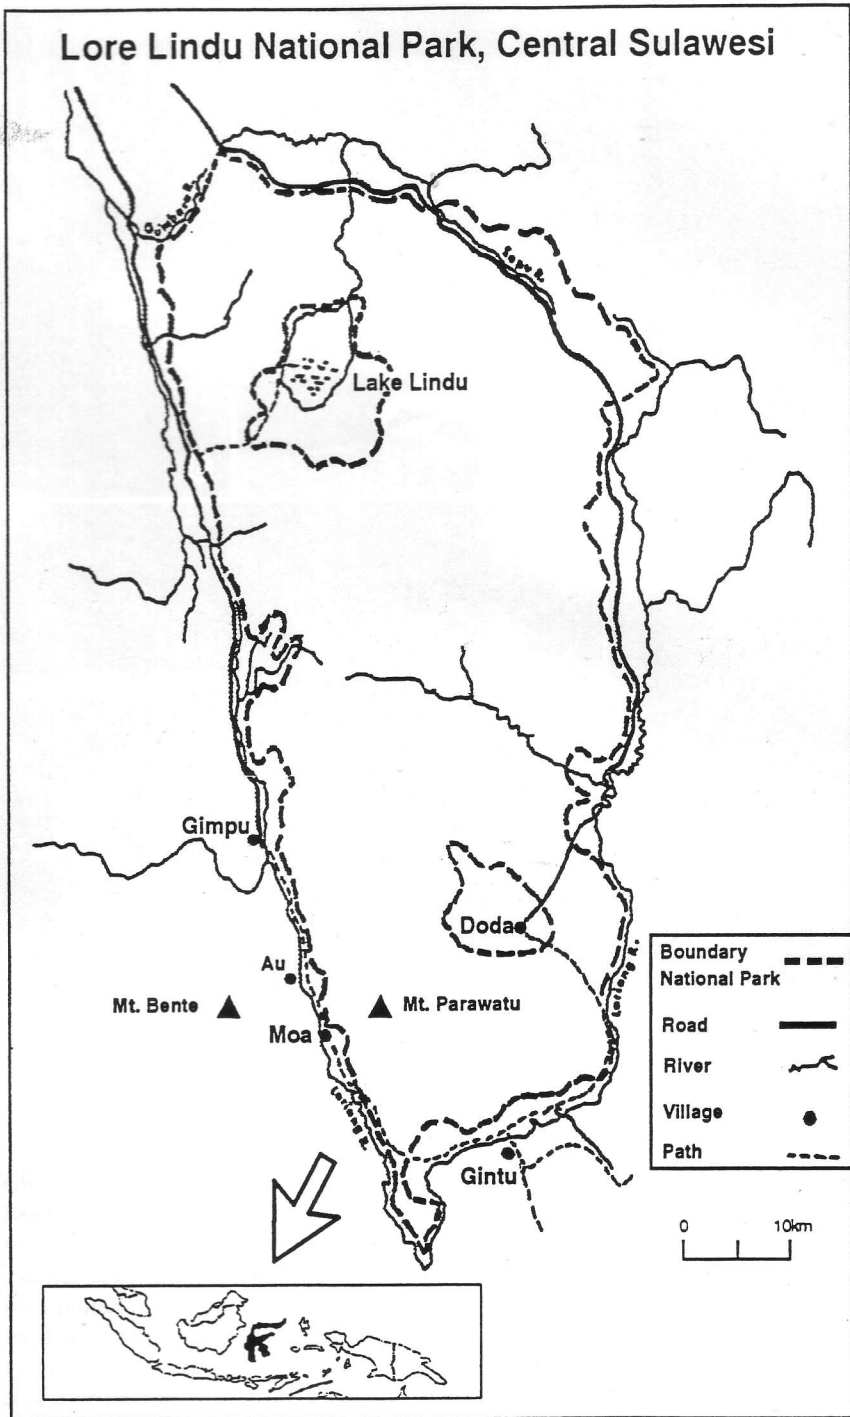 Lore Lindu National Park, Central Sulawesi
Lake Lindu
Gimpu
Doda
Au
Mt. Bente
Mt. Parawatu
Moa
Gintu
Boundary
National Park
Road
River
Village
Path
0 10km